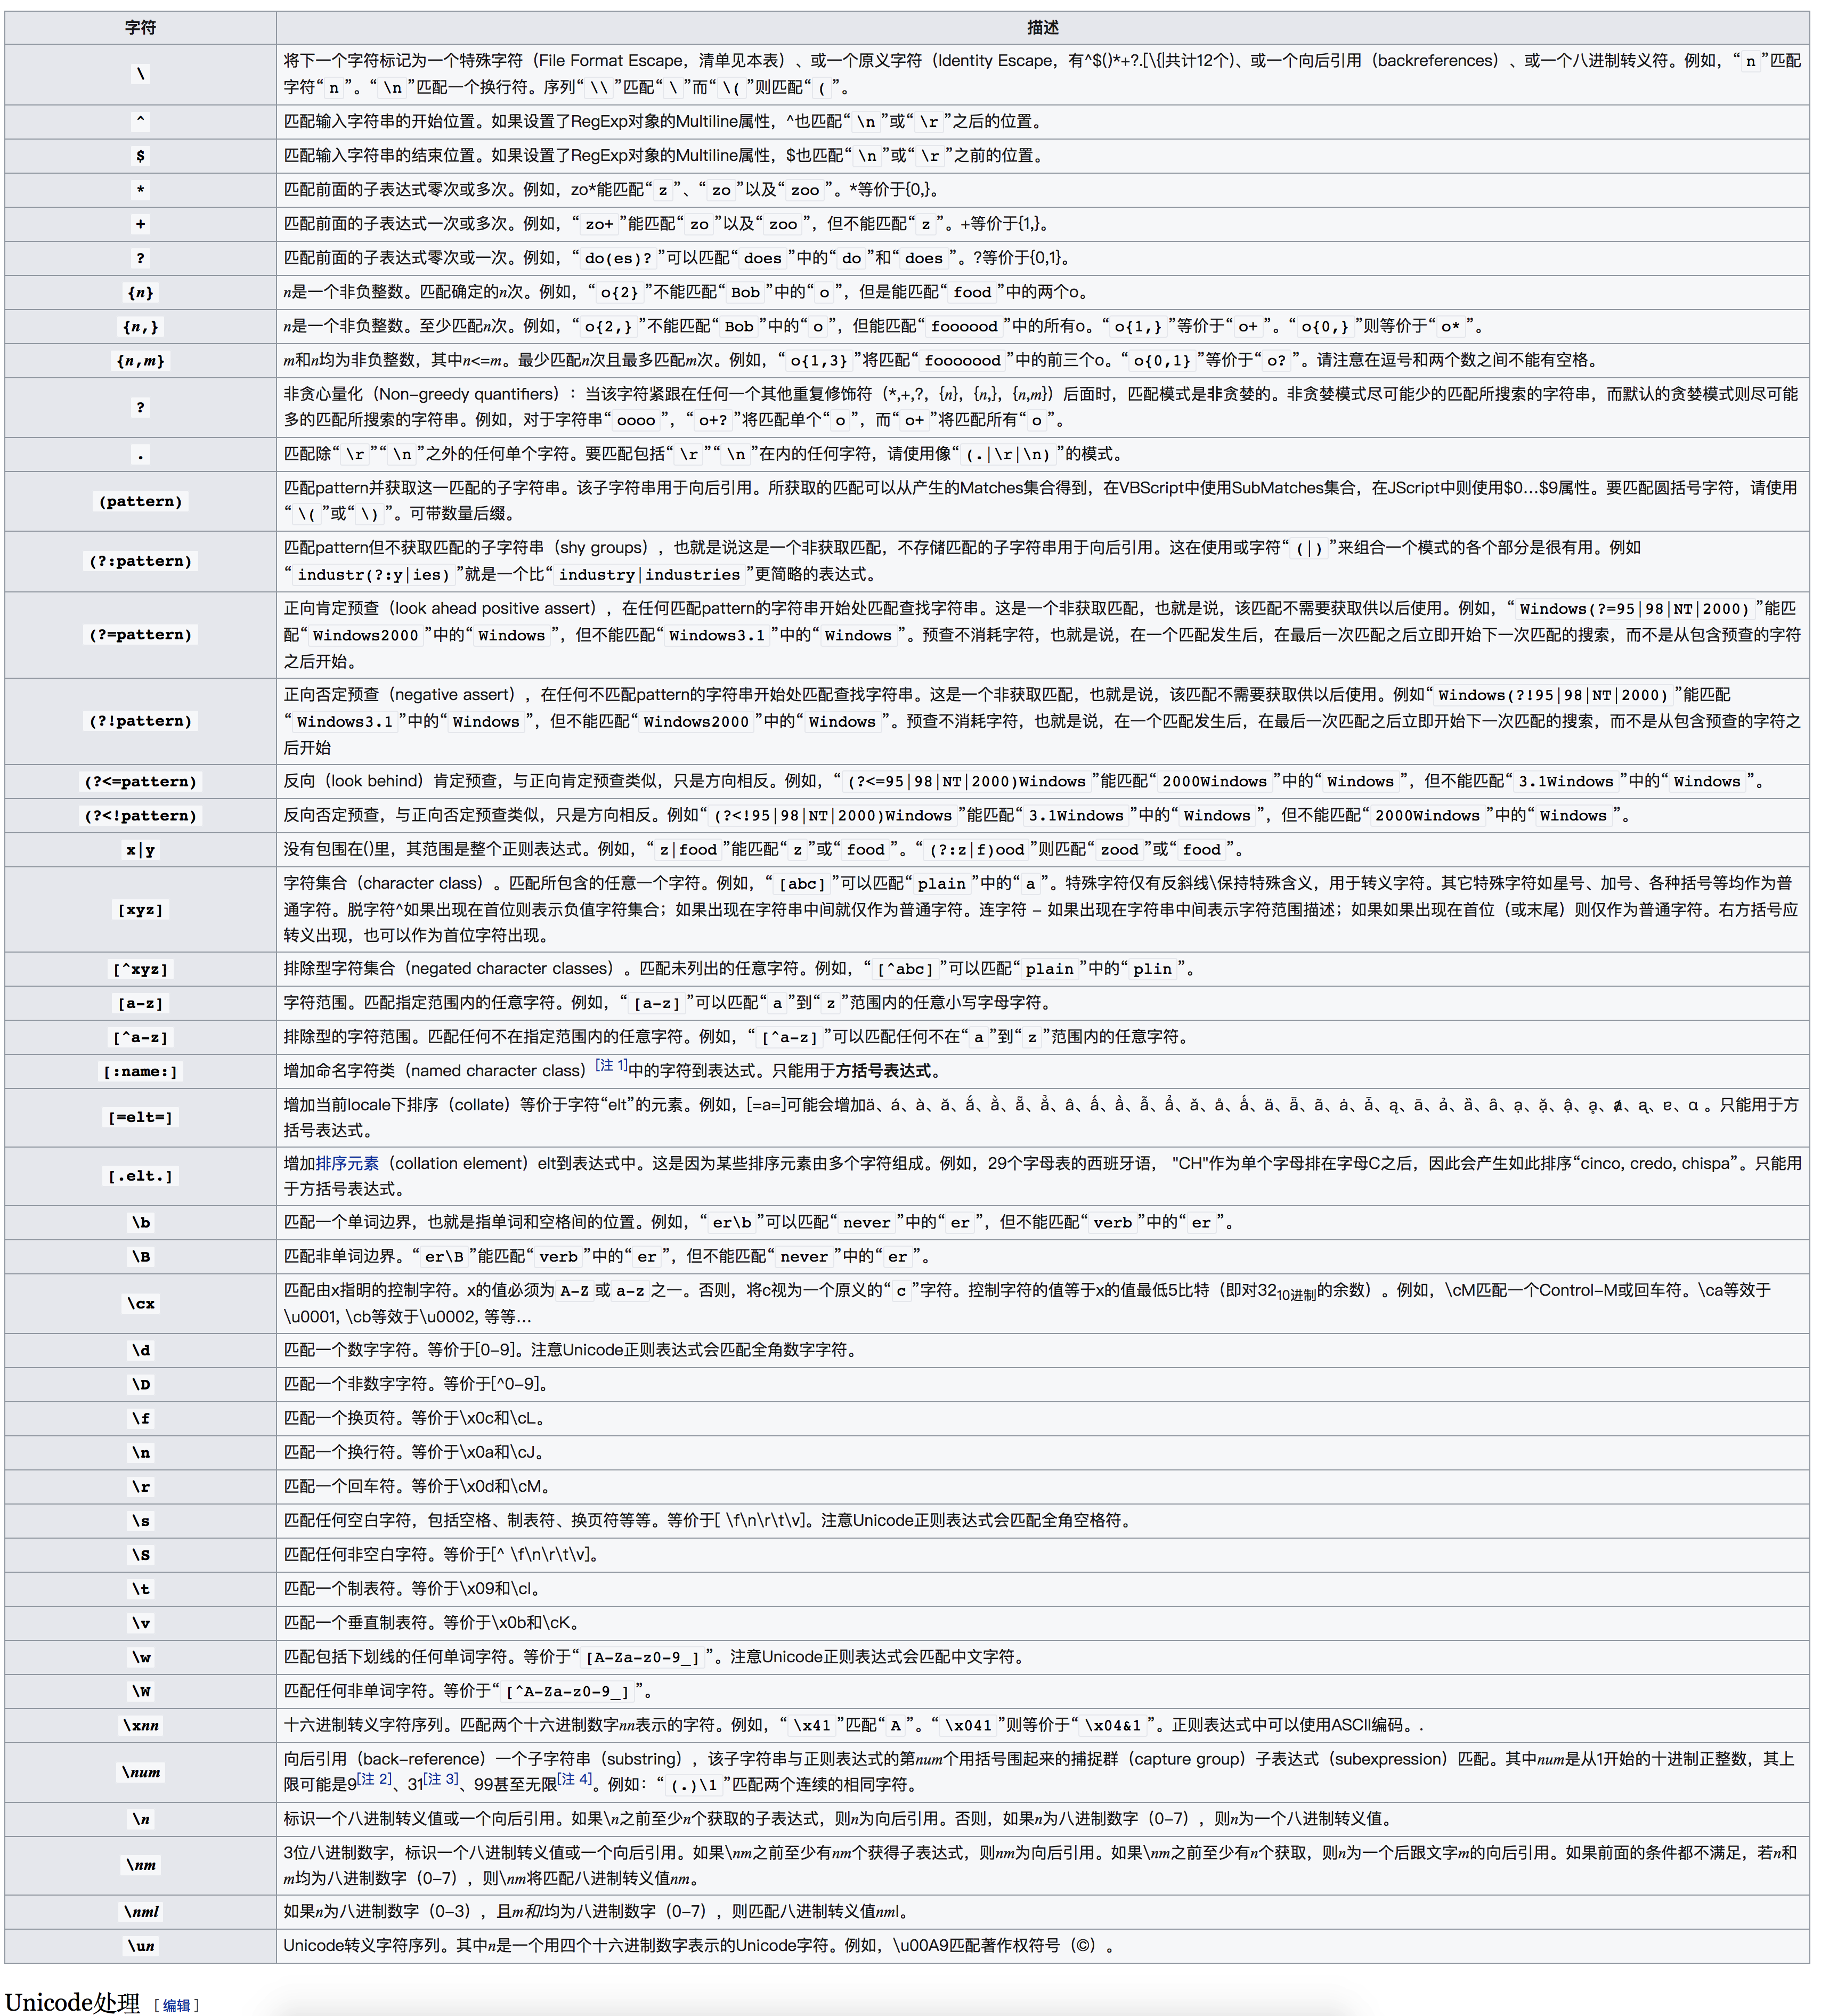 字符 描述
\ 将下一个字符标记为一个特殊字符（File Format Escape，清单见本表）、或一个原义字符（Identity Escape，有^$()*+?.[\{|共计12个）、或一个向后引用（backreferences）、或一个八进制转义符。例如，“n”匹配
字符“n”。“\n”匹配一个换行符。序列“\\”匹配“\”而“\(”则匹配“(”。
^ 匹配输入字符串的开始位置。如果设置了RegExp对象的Multiline属性，^也匹配“\n”或“\r”之后的位置。
$ 匹配输入字符串的结束位置。如果设置了RegExp对象的Multiline属性，$也匹配“\n”或“\r”之前的位置。
* 匹配前面的子表达式零次或多次。例如，zo*能匹配“z”、“zo”以及“zoo”。*等价于{0,}。
+ 匹配前面的子表达式一次或多次。例如，“zo+”能匹配“zo”以及“zoo”，但不能匹配“z”。+等价于{1,}。
? 匹配前面的子表达式零次或一次。例如，“do(es)?”可以匹配“does”中的“do”和“does”。?等价于{0,1}。
{n} n是一个非负整数。匹配确定的n次。例如，“o{2}”不能匹配“Bob”中的“o”，但是能匹配“food”中的两个o。
{n,} n是一个非负整数。至少匹配n次。例如，“o{2,}”不能匹配“Bob”中的“o”，但能匹配“foooood”中的所有o。“o{1,}”等价于“o+”。“o{0,}”则等价于“o*”。
{n,m} m和n均为非负整数，其中n<=m。最少匹配n次且最多匹配m次。例如，“o{1,3}”将匹配“fooooood”中的前三个o。“o{0,1}”等价于“o?”。请注意在逗号和两个数之间不能有空格。
? 非贪心量化（Non-greedy quantifiers）：当该字符紧跟在任何一个其他重复修饰符（*,+,?，{n}，{n,}，{n,m}）后面时，匹配模式是非贪婪的。非贪婪模式尽可能少的匹配所搜索的字符串，而默认的贪婪模式则尽可能
多的匹配所搜索的字符串。例如，对于字符串“oooo”，“o+?”将匹配单个“o”，而“o+”将匹配所有“o”。
. 匹配除“\r”“\n”之外的任何单个字符。要匹配包括“\r”“\n”在内的任何字符，请使用像“(.|\r|\n)”的模式。
(pattern) 匹配pattern并获取这一匹配的子字符串。该子字符串用于向后引用。所获取的匹配可以从产生的Matches集合得到，在VBScript中使用SubMatches集合，在JScript中则使用$0…$9属性。要匹配圆括号字符，请使用
“\(”或“\)”。可带数量后缀。
(?:pattern) 匹配pattern但不获取匹配的子字符串（shy groups），也就是说这是一个非获取匹配，不存储匹配的子字符串用于向后引用。这在使用或字符“(|)”来组合一个模式的各个部分是很有用。例如
“industr(?:y|ies)”就是一个比“industry|industries”更简略的表达式。
(?=pattern) 正向肯定预查（look ahead positive assert），在任何匹配pattern的字符串开始处匹配查找字符串。这是一个非获取匹配，也就是说，该匹配不需要获取供以后使用。例如，“Windows(?=95|98|NT|2000)”能匹
配“Windows2000”中的“Windows”，但不能匹配“Windows3.1”中的“Windows”。预查不消耗字符，也就是说，在一个匹配发生后，在最后一次匹配之后立即开始下一次匹配的搜索，而不是从包含预查的字符
之后开始。
(?!pattern) 正向否定预查（negative assert），在任何不匹配pattern的字符串开始处匹配查找字符串。这是一个非获取匹配，也就是说，该匹配不需要获取供以后使用。例如“Windows(?!95|98|NT|2000)”能匹配
“Windows3.1”中的“Windows”，但不能匹配“Windows2000”中的“Windows”。预查不消耗字符，也就是说，在一个匹配发生后，在最后一次匹配之后立即开始下一次匹配的搜索，而不是从包含预查的字符之
后开始
(?<=pattern) 反向（look behind）肯定预查，与正向肯定预查类似，只是方向相反。例如，“(?<=95|98|NT|2000)Windows”能匹配“2000Windows”中的“Windows”，但不能匹配“3.1Windows”中的“Windows”。
(?<!pattern) 反向否定预查，与正向否定预查类似，只是方向相反。例如“(?<!95|98|NT|2000)Windows”能匹配“3.1Windows”中的“Windows”，但不能匹配“2000Windows”中的“Windows”。
x|y 没有包围在()里，其范围是整个正则表达式。例如，“z|food”能匹配“z”或“food”。“(?:z|f)ood”则匹配“zood”或“food”。
[xyz] 字符集合（character class）。匹配所包含的任意一个字符。例如，“[abc]”可以匹配“plain”中的“a”。特殊字符仅有反斜线\保持特殊含义，用于转义字符。其它特殊字符如星号、加号、各种括号等均作为普
通字符。脱字符^如果出现在首位则表示负值字符集合；如果出现在字符串中间就仅作为普通字符。连字符 - 如果出现在字符串中间表示字符范围描述；如果如果出现在首位（或末尾）则仅作为普通字符。右方括号应
转义出现，也可以作为首位字符出现。
[^xyz] 排除型字符集合（negated character classes）。匹配未列出的任意字符。例如，“[^abc]”可以匹配“plain”中的“plin”。
[a-z] 字符范围。匹配指定范围内的任意字符。例如，“[a-z]”可以匹配“a”到“z”范围内的任意小写字母字符。
[^a-z] 排除型的字符范围。匹配任何不在指定范围内的任意字符。例如，“[^a-z]”可以匹配任何不在“a”到“z”范围内的任意字符。
[:name:] 增加命名字符类（named character class）[注 1]中的字符到表达式。只能用于方括号表达式。
[=elt=] 增加当前locale下排序（collate）等价于字符“elt”的元素。例如，[=a=]可能会增加ä、á、à、ă、ắ、ằ、ẵ、ẳ、â、ấ、ầ、ẫ、ẩ、ǎ、å、ǻ、ä、ǟ、ã、ȧ、ǡ、ą、ā、ả、ȁ、ȃ、ạ、ặ、ậ、ḁ、ⱥ、ᶏ、ɐ、ɑ 。只能用于方
括号表达式。
[.elt.] 增加排序元素（collation element）elt到表达式中。这是因为某些排序元素由多个字符组成。例如，29个字母表的西班牙语， "CH"作为单个字母排在字母C之后，因此会产生如此排序“cinco, credo, chispa”。只能用
于方括号表达式。
\b 匹配一个单词边界，也就是指单词和空格间的位置。例如，“er\b”可以匹配“never”中的“er”，但不能匹配“verb”中的“er”。
\B 匹配非单词边界。“er\B”能匹配“verb”中的“er”，但不能匹配“never”中的“er”。
\cx 匹配由x指明的控制字符。x的值必须为A-Z或a-z之一。否则，将c视为一个原义的“c”字符。控制字符的值等于x的值最低5比特（即对32₁₀进制的余数）。例如，\cM匹配一个Control-M或回车符。\ca等效于
\u0001, \cb等效于\u0002, 等等…
\d 匹配一个数字字符。等价于[0-9]。注意Unicode正则表达式会匹配全角数字字符。
\D 匹配一个非数字字符。等价于[^0-9]。
\f 匹配一个换页符。等价于\x0c和\cL。
\n 匹配一个换行符。等价于\x0a和\cJ。
\r 匹配一个回车符。等价于\x0d和\cM。
\s 匹配任何空白字符，包括空格、制表符、换页符等等。等价于[ \f\n\r\t\v]。注意Unicode正则表达式会匹配全角空格符。
\S 匹配任何非空白字符。等价于[^ \f\n\r\t\v]。
\t 匹配一个制表符。等价于\x09和\cI。
\v 匹配一个垂直制表符。等价于\x0b和\cK。
\w 匹配包括下划线的任何单词字符。等价于“[A-Za-z0-9_]”。注意Unicode正则表达式会匹配中文字符。
\W 匹配任何非单词字符。等价于“[^A-Za-z0-9_]”。
\xnn 十六进制转义字符序列。匹配两个十六进制数字nn表示的字符。例如，“\x41”匹配“A”。“\x041”则等价于“\x04&1”。正则表达式中可以使用ASCII编码。.
\num 向后引用（back-reference）一个子字符串（substring），该子字符串与正则表达式的第num个用括号围起来的捕捉群（capture group）子表达式（subexpression）匹配。其中num是从1开始的十进制正整数，其上
限可能是9[注 2]、31[注 3]、99甚至无限[注 4]。例如：“(.)\1”匹配两个连续的相同字符。
\n 标识一个八进制转义值或一个向后引用。如果\n之前至少n个获取的子表达式，则n为向后引用。否则，如果n为八进制数字（0-7），则n为一个八进制转义值。
\nm 3位八进制数字，标识一个八进制转义值或一个向后引用。如果\nm之前至少有nm个获得子表达式，则nm为向后引用。如果\nm之前至少有n个获取，则n为一个后跟文字m的向后引用。如果前面的条件都不满足，若n和
m均为八进制数字（0-7），则\nm将匹配八进制转义值nm。
\nml 如果n为八进制数字（0-3），且m和l均为八进制数字（0-7），则匹配八进制转义值nml。
\un Unicode转义字符序列。其中n是一个用四个十六进制数字表示的Unicode字符。例如，\u00A9匹配著作权符号（©）。
Unicode处理 [ 编辑 ]